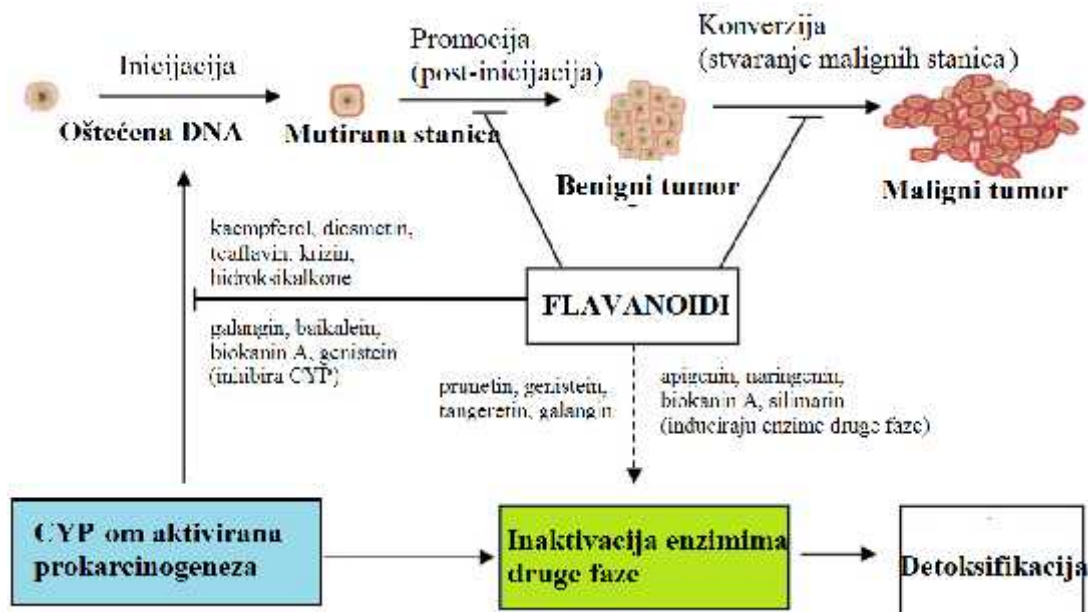 Inicijacija
Promocija
(post-inicijacija)
Konverzija
(stvaranje malignih stanica)
Oštećena DNA
Mutirana stanica
Benigni tumor
Maligni tumor
kaempferol, diosmetin,
teaflavin, krizin,
hidroksikalkone
FLAVANOIDI
galangin, baikalein,
biokanin A, genistein
(inhibira CYP)
prunetin, genistein,
tangeretin, galangin
apigenin, naringenin,
biokanin A, silimarin
(induciraju enzime druge faze)
CYP om aktivirana
prokarcinogeneza
Inaktivacija enzimima
druge faze
Detoksifikacija